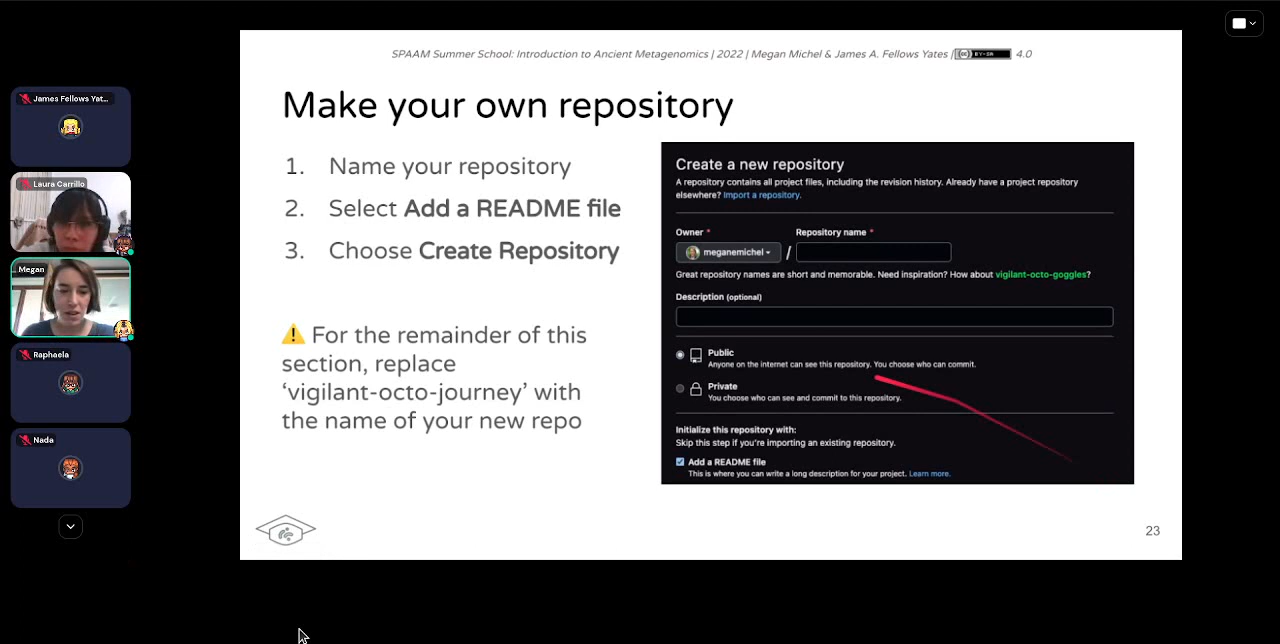 SPAAM Summer School: Introduction to Ancient Metagenomics | 2022 | Megan Michel & James A. Fellows Yates | BY-SA 4.0
James Fellows Yat...
Laura Carrillo
Megan
Raphaela
Nada
Make your own repository
1. Name your repository
2. Select Add a README file
3. Choose Create Repository
⚠️ For the remainder of this
section, replace
‘vigilant-octo-journey’ with
the name of your new repo
Create a new repository
A repository contains all project files, including the revision history. Already have a project repository
elsewhere? Import a repository.
Owner * Repository name *
meganemichel /
Great repository names are short and memorable. Need inspiration? How about vigilant-octo-goggles?
Description (optional)
Public
Anyone on the internet can see this repository. You choose who can commit.
Private
You choose who can see and commit to this repository.
Initialize this repository with:
Skip this step if you’re importing an existing repository.
Add a README file
This is where you can write a long description for your project. Learn more.
23